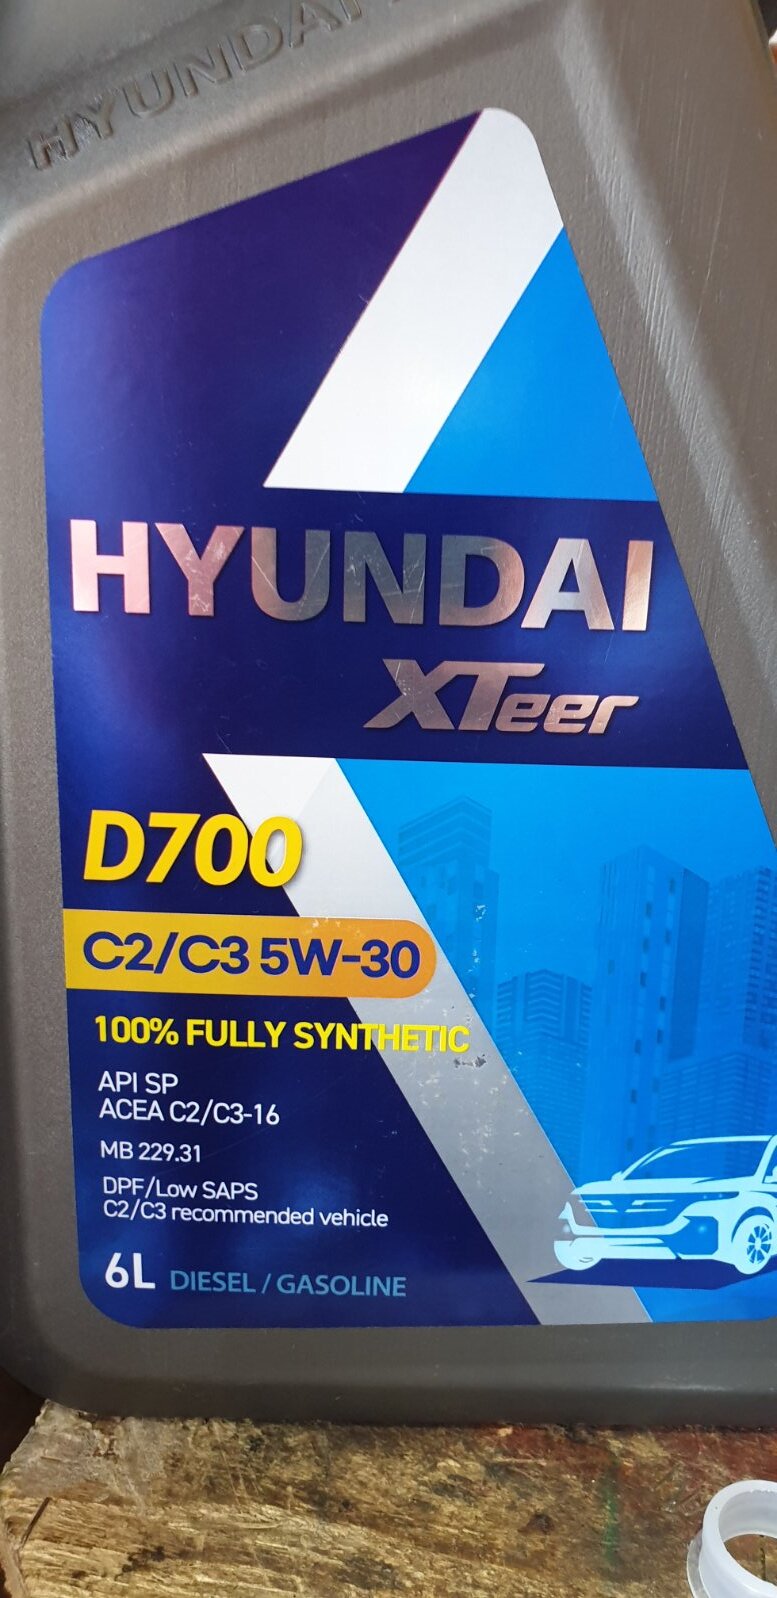 HYUNDAI
HYUNDAI
XTeer
D700
C2/C3 5W-30
100% FULLY SYNTHETIC
API SP
ACEA C2/C3-16
MB 229.31
DPF/Low SAPS
C2/C3 recommended vehicle
6L DIESEL / GASOLINE